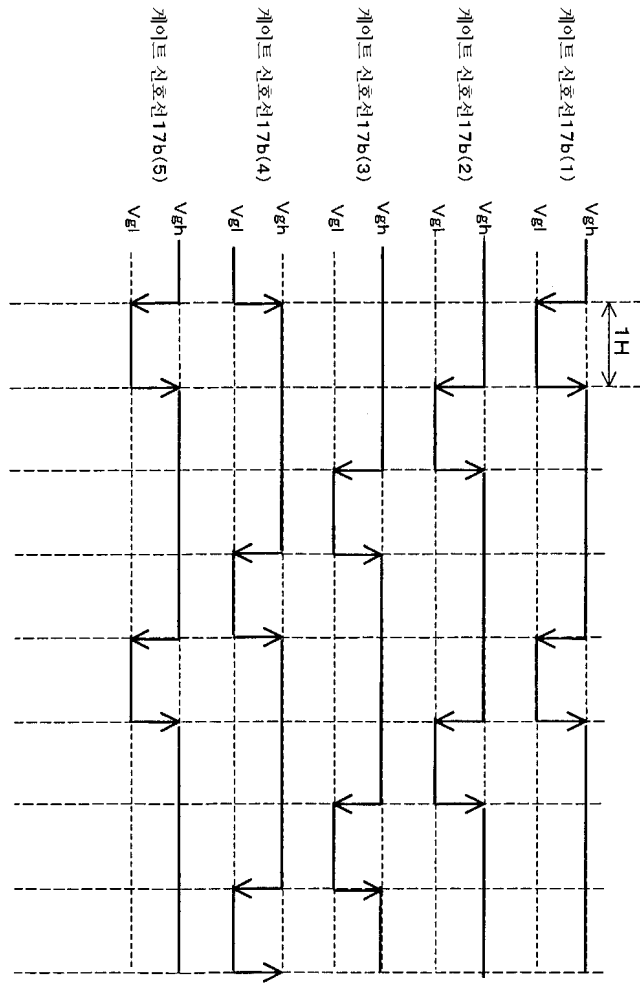 1H
게이트 신호선17b(1)
Vgh
Vgl
게이트 신호선17b(2)
Vgh
Vgl
게이트 신호선17b(3)
Vgh
Vgl
게이트 신호선17b(4)
Vgh
Vgl
게이트 신호선17b(5)
Vgh
Vgl